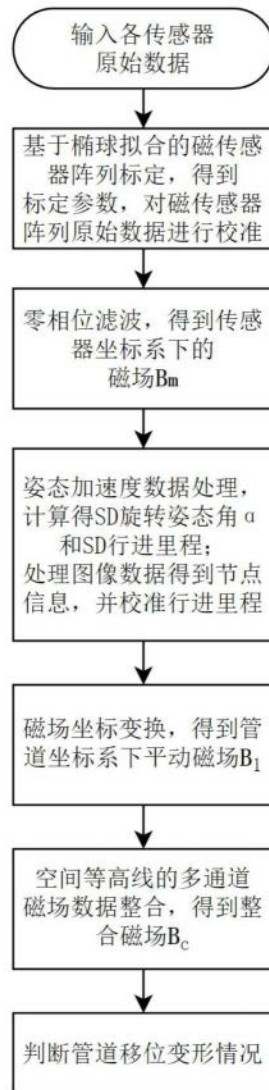 输入各传感器
原始数据
基于椭球拟合的磁传感
器阵列标定，得到
标定参数，对磁传感器
阵列原始数据进行校准
零相位滤波，得到传感
器坐标系下的
磁场Bm
姿态加速度数据处理，
计算得SD旋转姿态角α
和SD行进里程；
处理图像数据得到节点
信息，并校准行进里程
磁场坐标变换，得到管
道坐标系下平动磁场B₁
空间等高线的多通道
磁场数据整合，得到整
合磁场Bc
判断管道移位变形情况